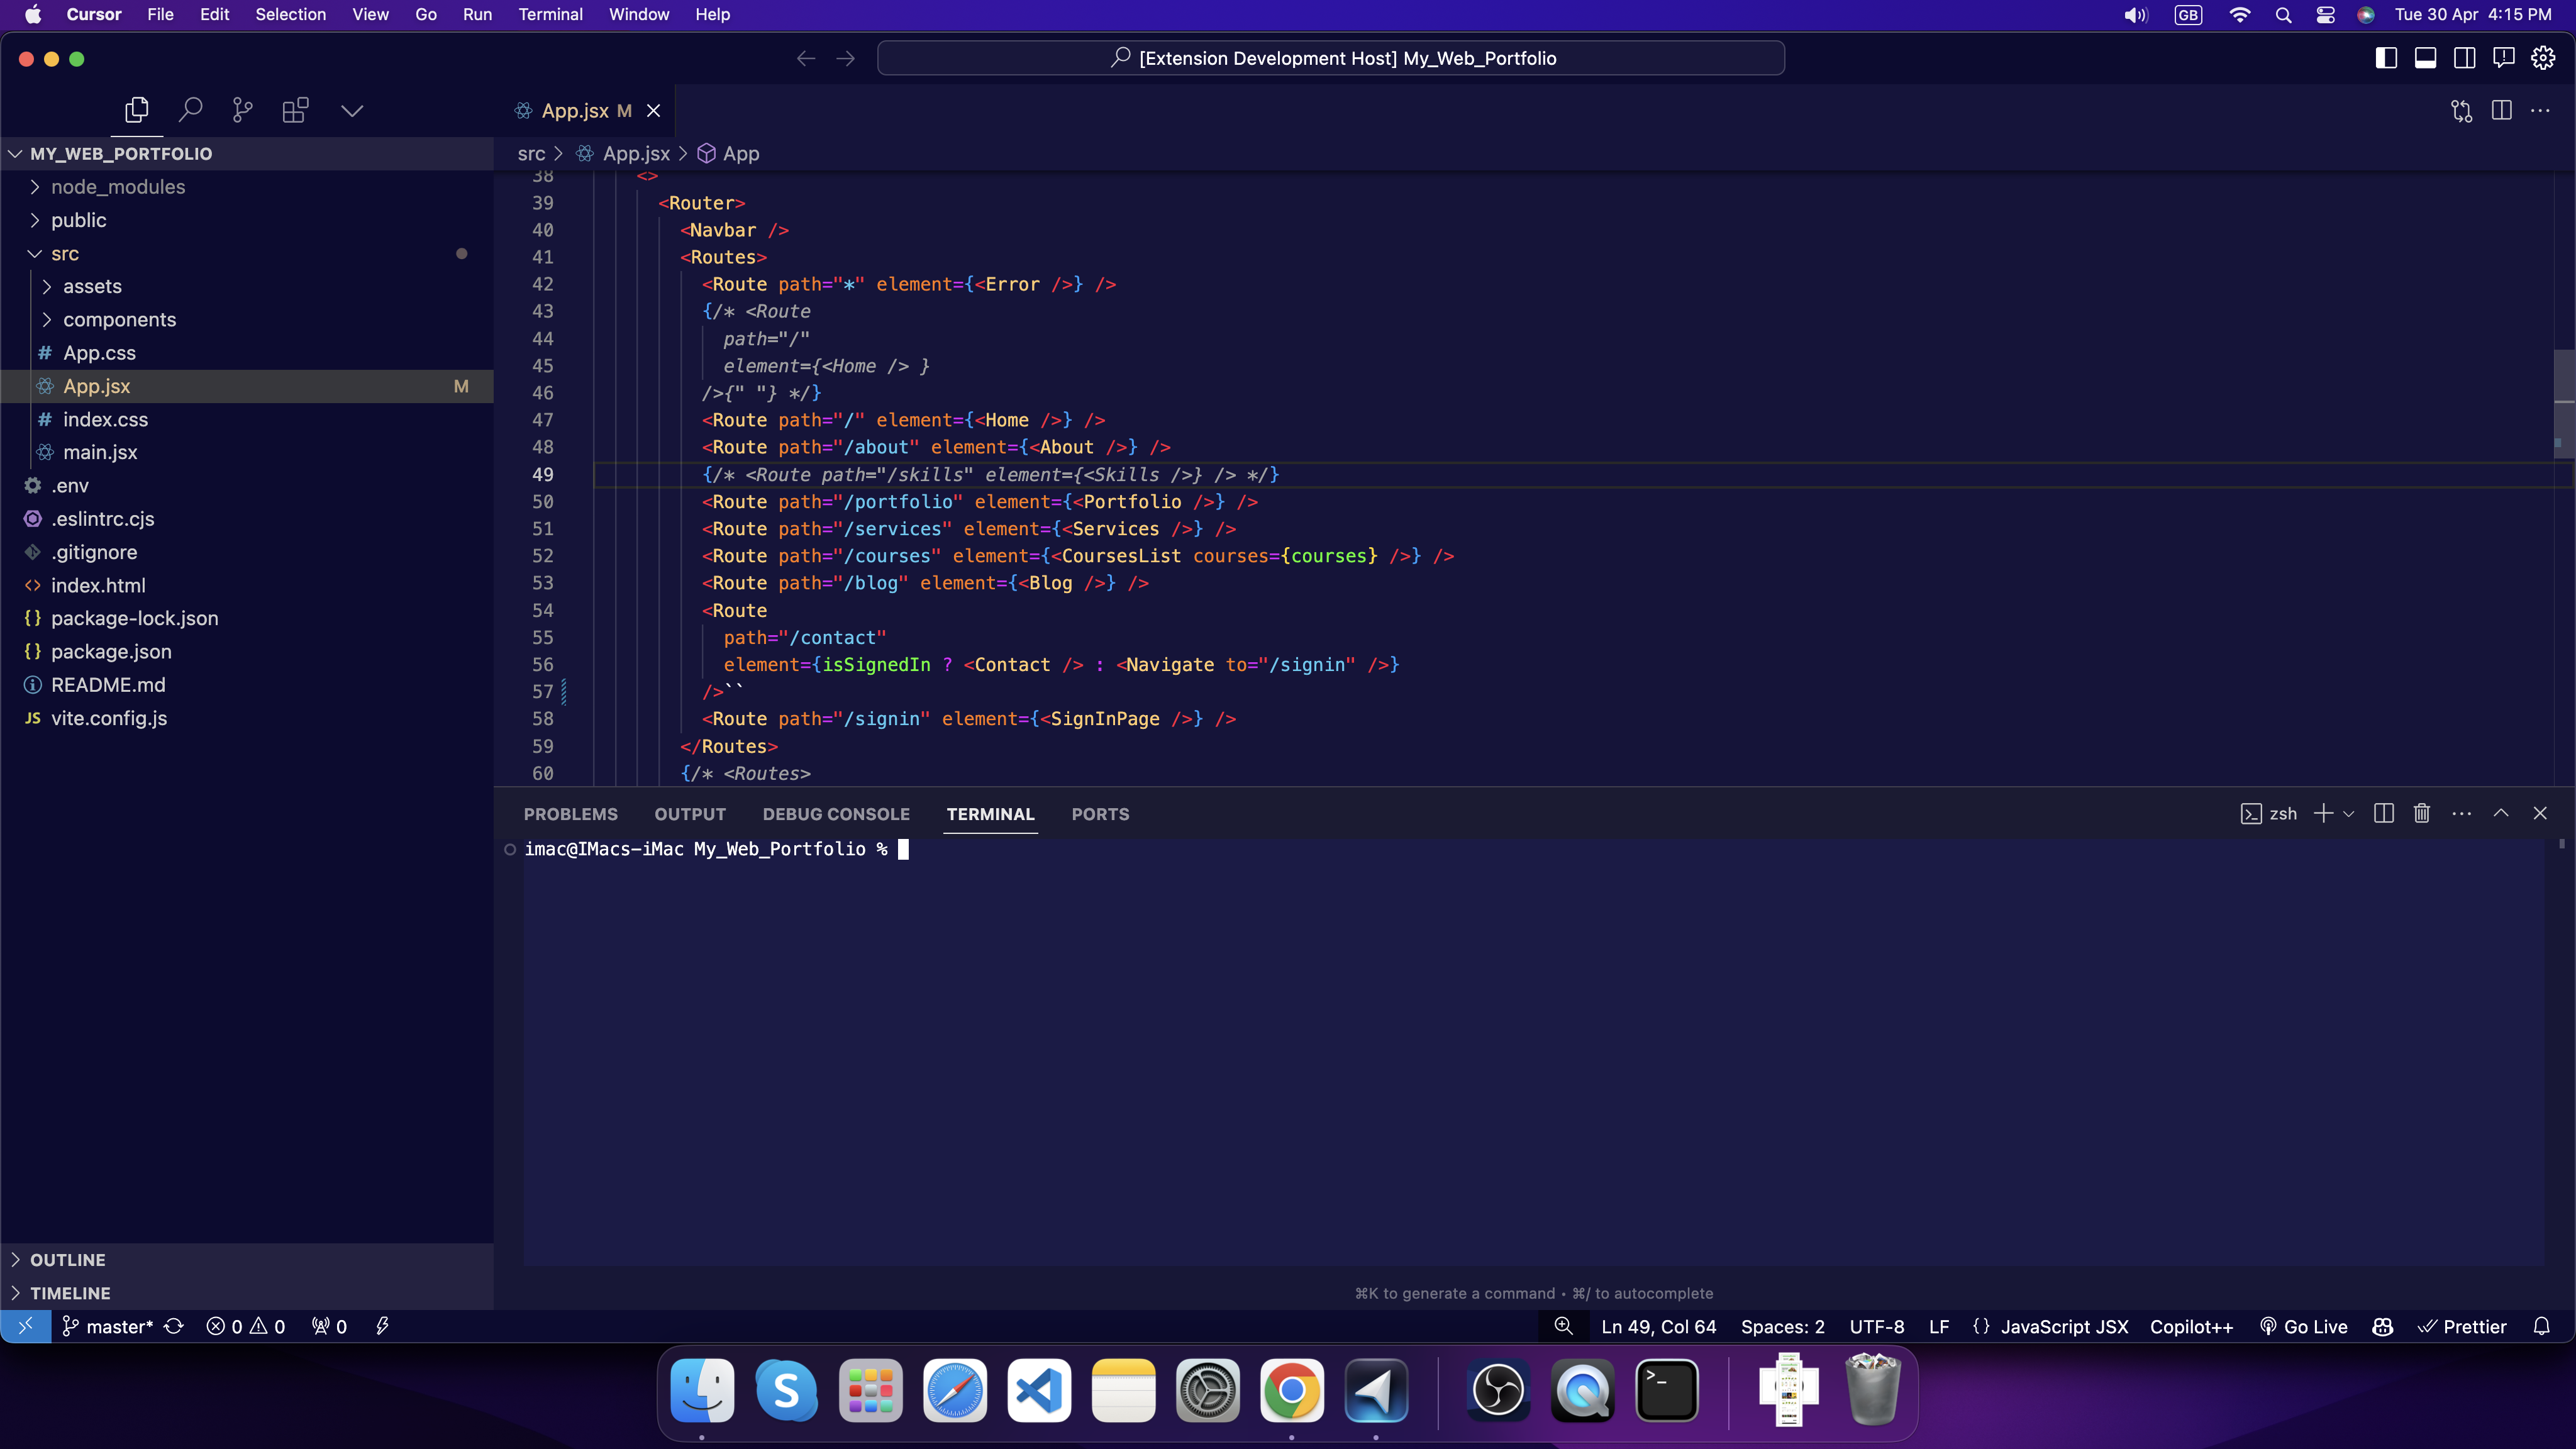 Cursor File Edit Selection View Go Run Terminal Window Help GB Tue 30 Apr 4:15 PM
[Extension Development Host] My_Web_Portfolio
App.jsx M
MY_WEB_PORTFOLIO
node_modules
public
src
assets
components
App.css
App.jsx M
index.css
main.jsx
.env
.eslintrc.cjs
.gitignore
index.html
package-lock.json
package.json
README.md
vite.config.js
OUTLINE
TIMELINE
src > App.jsx > App
38 <>
39 <Router>
40 <Navbar />
41 <Routes>
42 <Route path="*" element={<Error />} />
43 {/* <Route
44 path="/"
45 element={<Home /> }
46 />{" "} */}
47 <Route path="/" element={<Home />} />
48 <Route path="/about" element={<About />} />
49 {/* <Route path="/skills" element={<Skills />} /> */}
50 <Route path="/portfolio" element={<Portfolio />} />
51 <Route path="/services" element={<Services />} />
52 <Route path="/courses" element={<CoursesList courses={courses} />} />
53 <Route path="/blog" element={<Blog />} />
54 <Route
55 path="/contact"
56 element={isSignedIn ? <Contact /> : <Navigate to="/signin" />}
57 />``
58 <Route path="/signin" element={<SignInPage />} />
59 </Routes>
60 {/* <Routes>
PROBLEMS OUTPUT DEBUG CONSOLE TERMINAL PORTS zsh
imac@IMacs-iMac My_Web_Portfolio %
⌘K to generate a command • ⌘/ to autocomplete
master* 0 0 0 Ln 49, Col 64 Spaces: 2 UTF-8 LF {} JavaScript JSX Copilot++ Go Live Prettier